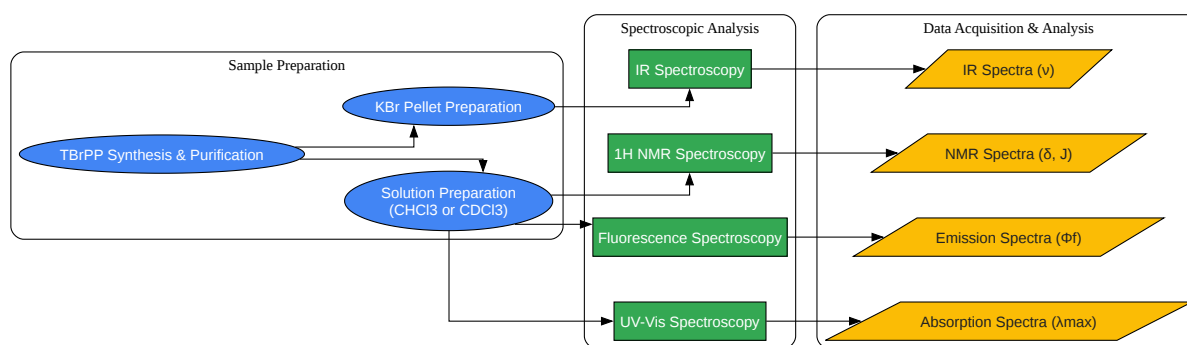 Sample Preparation
TBrPP Synthesis & Purification
KBr Pellet Preparation
Solution Preparation
(CHCl3 or CDCl3)
Spectroscopic Analysis
IR Spectroscopy
1H NMR Spectroscopy
Fluorescence Spectroscopy
UV-Vis Spectroscopy
Data Acquisition & Analysis
IR Spectra (ν)
NMR Spectra (δ, J)
Emission Spectra (Φf)
Absorption Spectra (λmax)